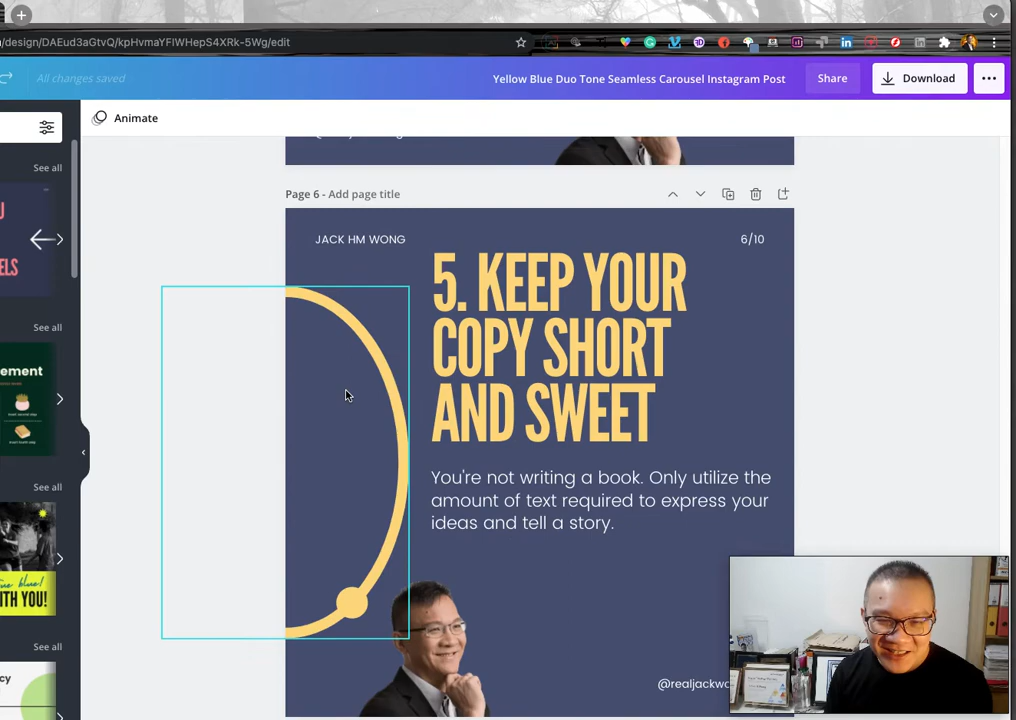 /design/DAEud3aGtvQ/kpHvmaYFIWHepS4XRk-5Wg/edit
All changes saved
Yellow Blue Duo Tone Seamless Carousel Instagram Post
Share
Download
Animate
See all
Page 6 - Add page title
JACK HM WONG
6/10
5. KEEP YOUR
COPY SHORT
AND SWEET
You're not writing a book. Only utilize the
amount of text required to express your
ideas and tell a story.
See all
ement
See all
WITH YOU!
See all
cy
@realjackwo